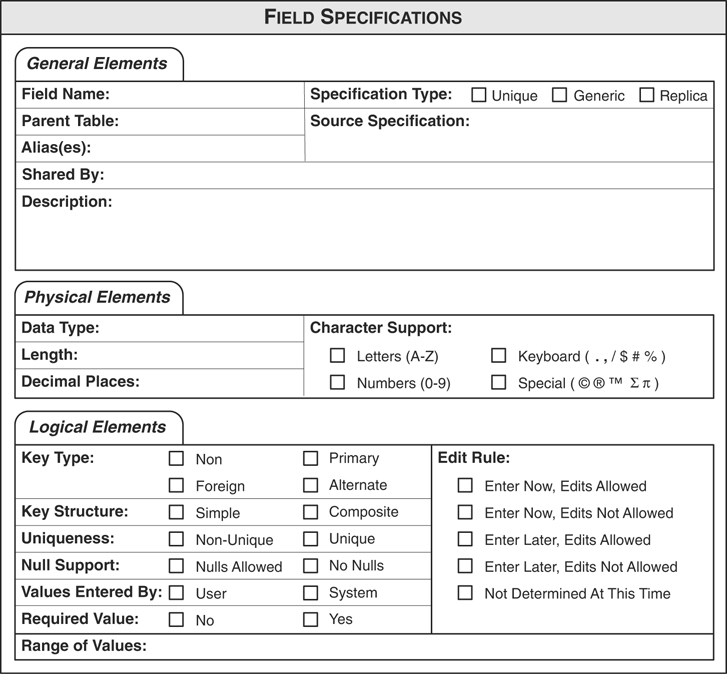 FIELD SPECIFICATIONS
General Elements
Field Name:
Specification Type: Unique Generic Replica
Parent Table:
Source Specification:
Alias(es):
Shared By:
Description:
Physical Elements
Data Type:
Character Support:
Length:
Letters (A-Z) Keyboard ( . , / $ # % )
Decimal Places:
Numbers (0-9) Special ( © ® ™ Σ π )
Logical Elements
Key Type: Non Primary
Foreign Alternate
Key Structure: Simple Composite
Uniqueness: Non-Unique Unique
Null Support: Nulls Allowed No Nulls
Values Entered By: User System
Required Value: No Yes
Edit Rule:
Enter Now, Edits Allowed
Enter Now, Edits Not Allowed
Enter Later, Edits Allowed
Enter Later, Edits Not Allowed
Not Determined At This Time
Range of Values: